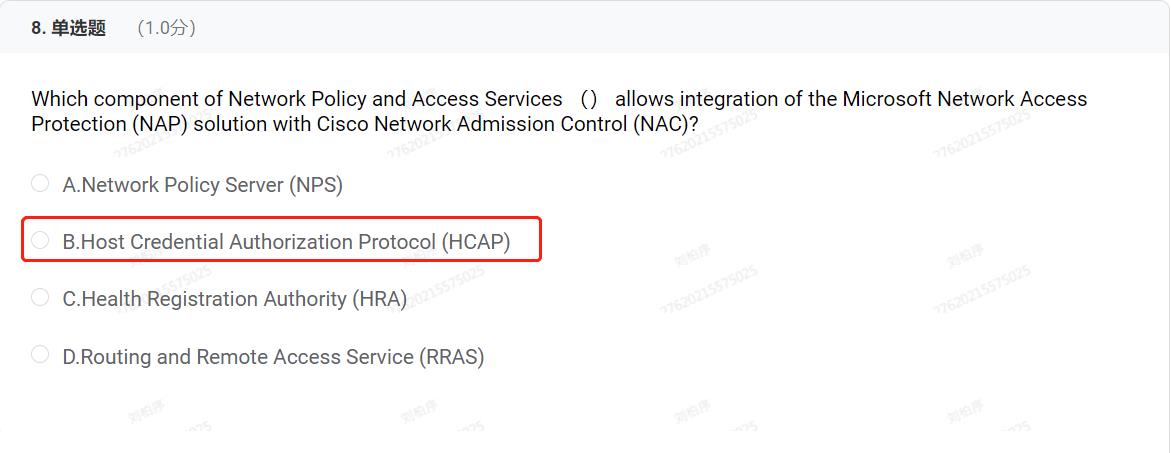 8. 单选题 （1.0分）
Which component of Network Policy and Access Services （） allows integration of the Microsoft Network Access
Protection (NAP) solution with Cisco Network Admission Control (NAC)?
A.Network Policy Server (NPS)
B.Host Credential Authorization Protocol (HCAP)
C.Health Registration Authority (HRA)
D.Routing and Remote Access Service (RRAS)